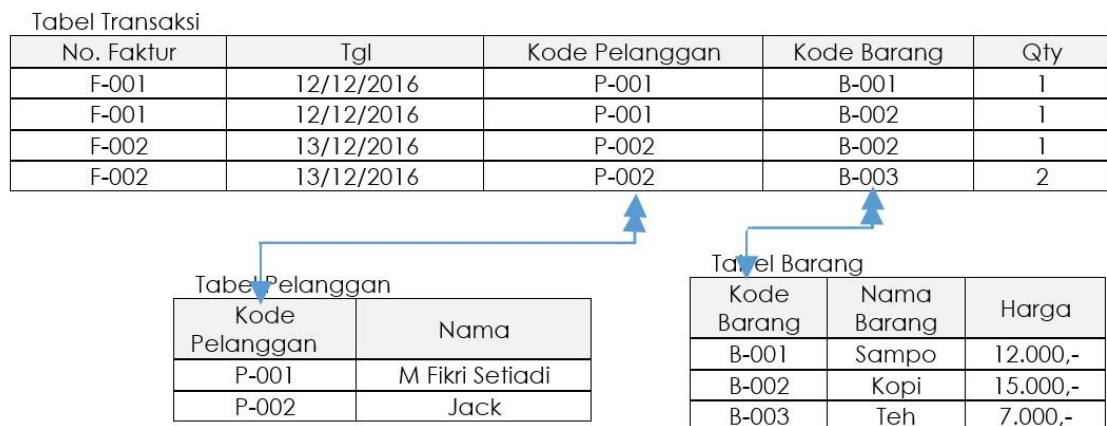 Tabel Transaksi
No. Faktur Tgl Kode Pelanggan Kode Barang Qty
F-001 12/12/2016 P-001 B-001 1
F-001 12/12/2016 P-001 B-002 1
F-002 13/12/2016 P-002 B-002 1
F-002 13/12/2016 P-002 B-003 2
Tabel Pelanggan
Kode
Pelanggan
Nama
P-001 M Fikri Setiadi
P-002 Jack
Tabel Barang
Kode
Barang
Nama
Barang
Harga
B-001 Sampo 12.000,-
B-002 Kopi 15.000,-
B-003 Teh 7.000,-